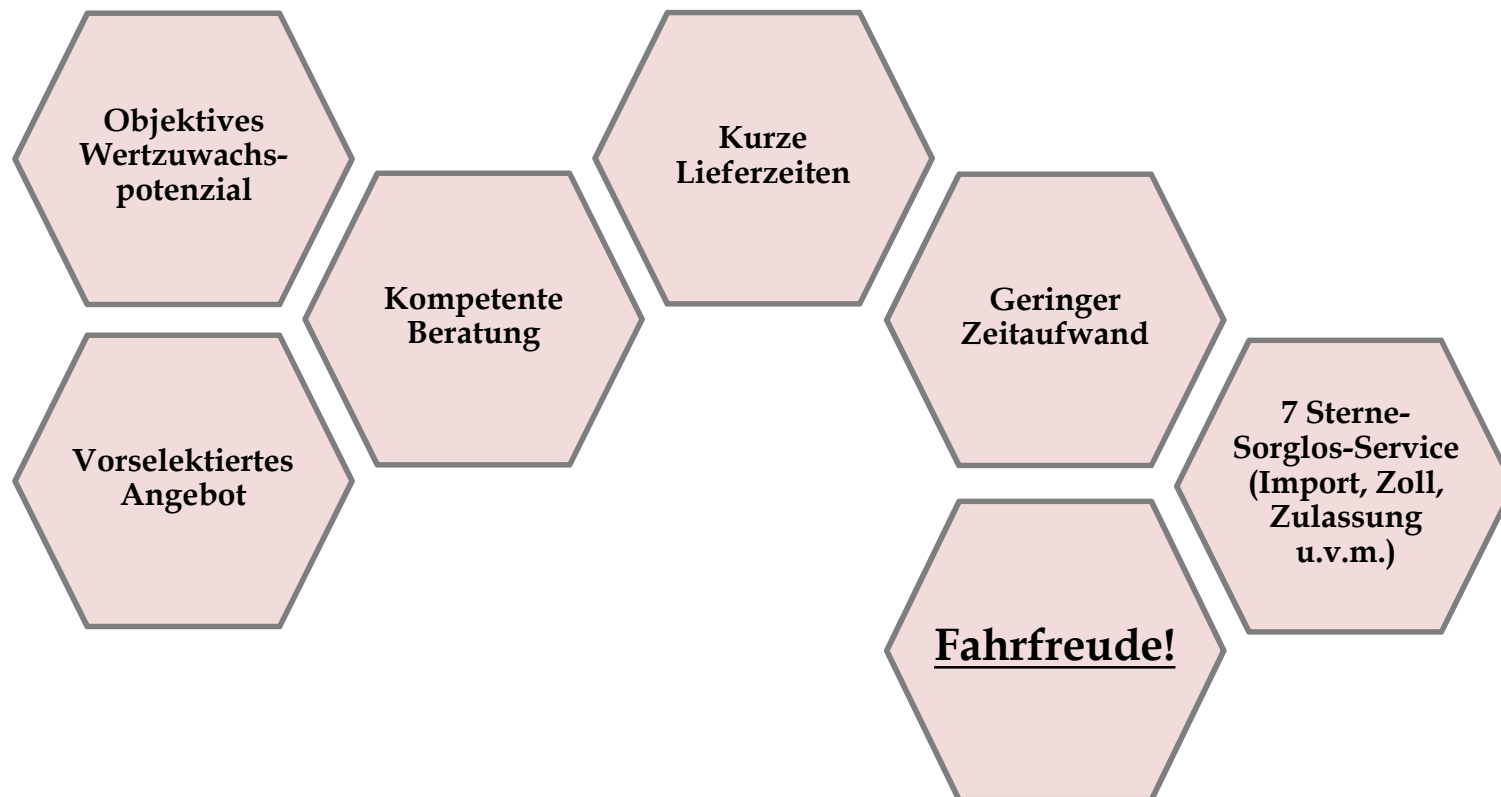 Objektives
Wertzuwachs-
potenzial
Vorselektiertes
Angebot
Kompetente
Beratung
Kurze
Lieferzeiten
Geringer
Zeitaufwand
7 Sterne-
Sorglos-Service
(Import, Zoll,
Zulassung
u.v.m.)
Fahrfreude!